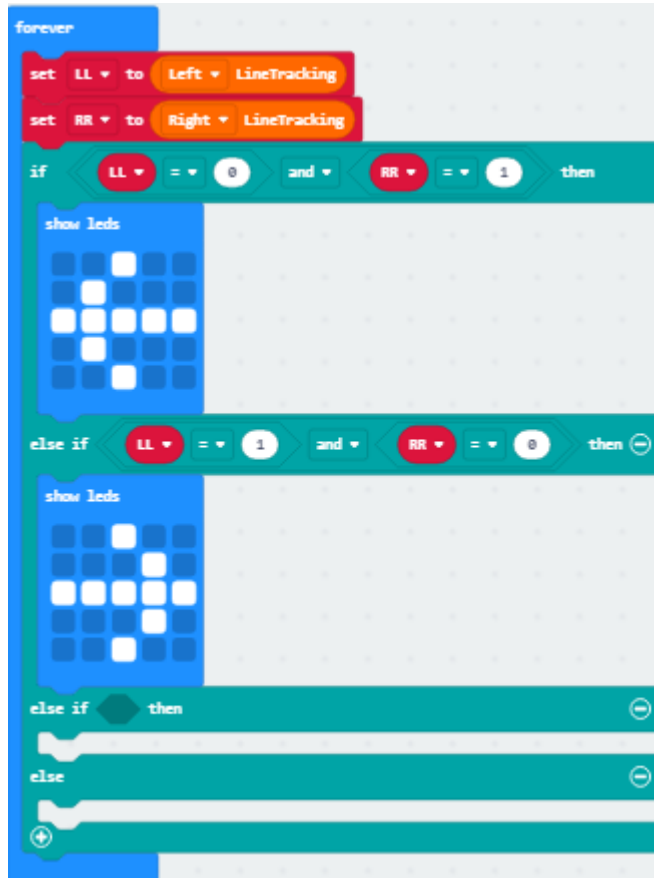 forever
set LL to Left LineTracking
set RR to Right LineTracking
if LL = 0 and RR = 1 then
show leds
else if LL = 1 and RR = 0 then
show leds
else if then
else